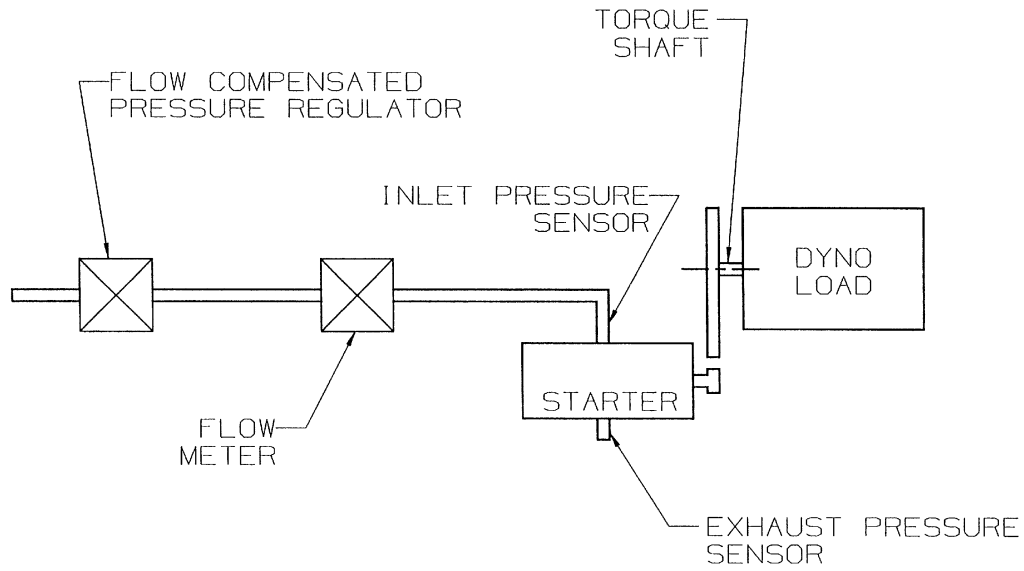 TORQUE
SHAFT
FLOW COMPENSATED
PRESSURE REGULATOR
INLET PRESSURE
SENSOR
DYNO
LOAD
STARTER
FLOW
METER
EXHAUST PRESSURE
SENSOR